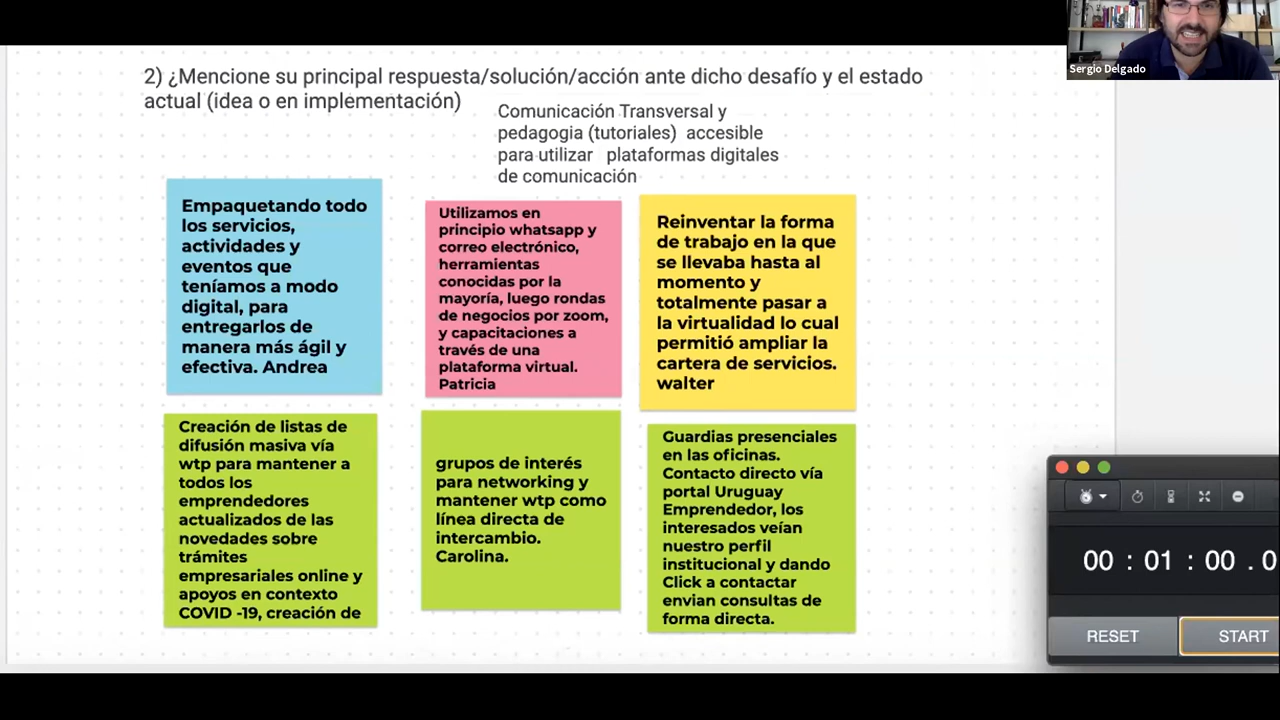 2) ¿Mencione su principal respuesta/solución/acción ante dicho desafío y el estado
actual (idea o en implementación)
Comunicación Transversal y
pedagogia (tutoriales) accesible
para utilizar plataformas digitales
de comunicación
Empaquetando todo
los servicios,
actividades y
eventos que
teníamos a modo
digital, para
entregarlos de
manera más ágil y
efectiva. Andrea
Utilizamos en
principio whatsapp y
correo electrónico,
herramientas
conocidas por la
mayoría, luego rondas
de negocios por zoom,
y capacitaciones a
través de una
plataforma virtual.
Patricia
Reinventar la forma
de trabajo en la que
se llevaba hasta al
momento y
totalmente pasar a
la virtualidad lo cual
permitió ampliar la
cartera de servicios.
walter
Creación de listas de
difusión masiva vía
wtp para mantener a
todos los
emprendedores
actualizados de las
novedades sobre
trámites
empresariales online y
apoyos en contexto
COVID -19, creación de
grupos de interés
para networking y
mantener wtp como
línea directa de
intercambio.
Carolina.
Guardias presenciales
en las oficinas.
Contacto directo vía
portal Uruguay
Emprendedor, los
interesados veían
nuestro perfil
institucional y dando
Click a contactar
envian consultas de
forma directa.
Sergio Delgado
00 : 01 : 00 . 0
RESET
START